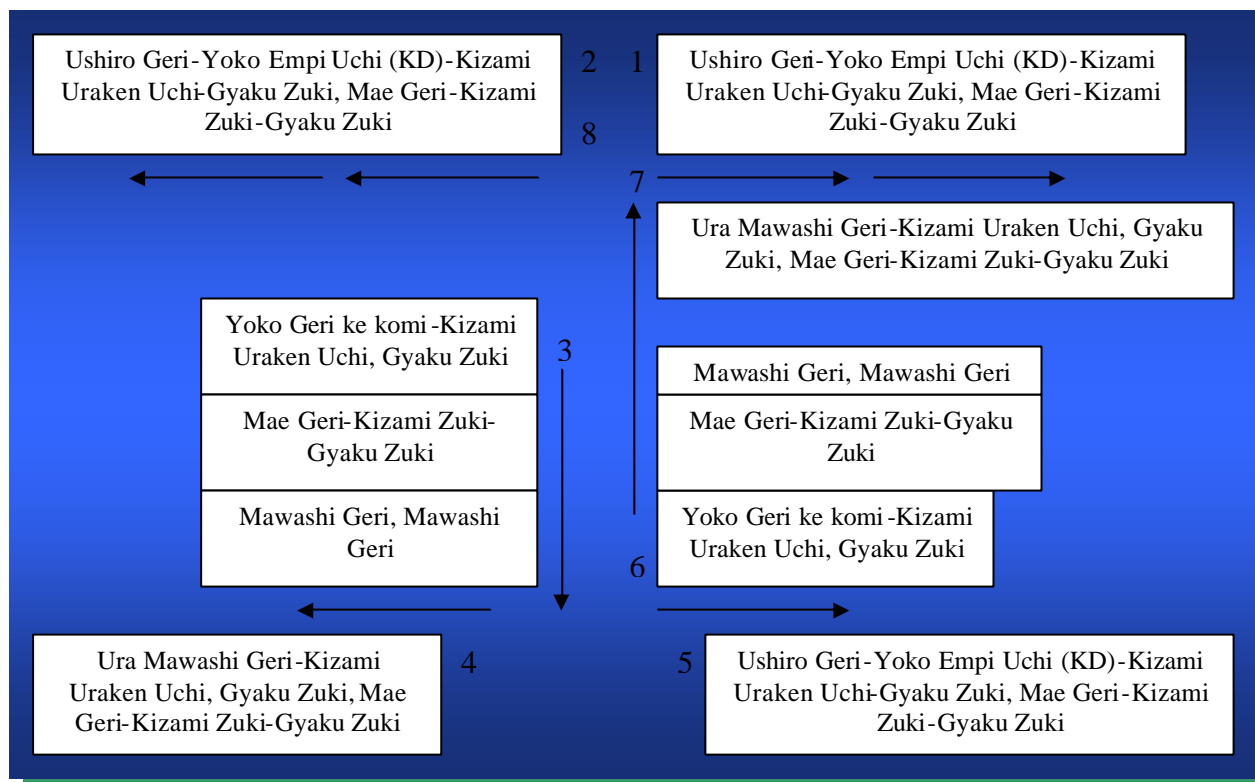 Ushiro Geri-Yoko Empi Uchi (KD)-Kizami
Uraken Uchi-Gyaku Zuki, Mae Geri-Kizami
Zuki-Gyaku Zuki
2
1
Ushiro Geri-Yoko Empi Uchi (KD)-Kizami
Uraken Uchi-Gyaku Zuki, Mae Geri-Kizami
Zuki-Gyaku Zuki
8
7
Ura Mawashi Geri-Kizami Uraken Uchi, Gyaku
Zuki, Mae Geri-Kizami Zuki-Gyaku Zuki
Yoko Geri ke komi-Kizami
Uraken Uchi, Gyaku Zuki
3
Mae Geri-Kizami Zuki-
Gyaku Zuki
Mawashi Geri, Mawashi
Geri
Mawashi Geri, Mawashi Geri
Mae Geri-Kizami Zuki-Gyaku
Zuki
Yoko Geri ke komi-Kizami
Uraken Uchi, Gyaku Zuki
6
Ura Mawashi Geri-Kizami
Uraken Uchi, Gyaku Zuki, Mae
Geri-Kizami Zuki-Gyaku Zuki
4
5
Ushiro Geri-Yoko Empi Uchi (KD)-Kizami
Uraken Uchi-Gyaku Zuki, Mae Geri-Kizami
Zuki-Gyaku Zuki